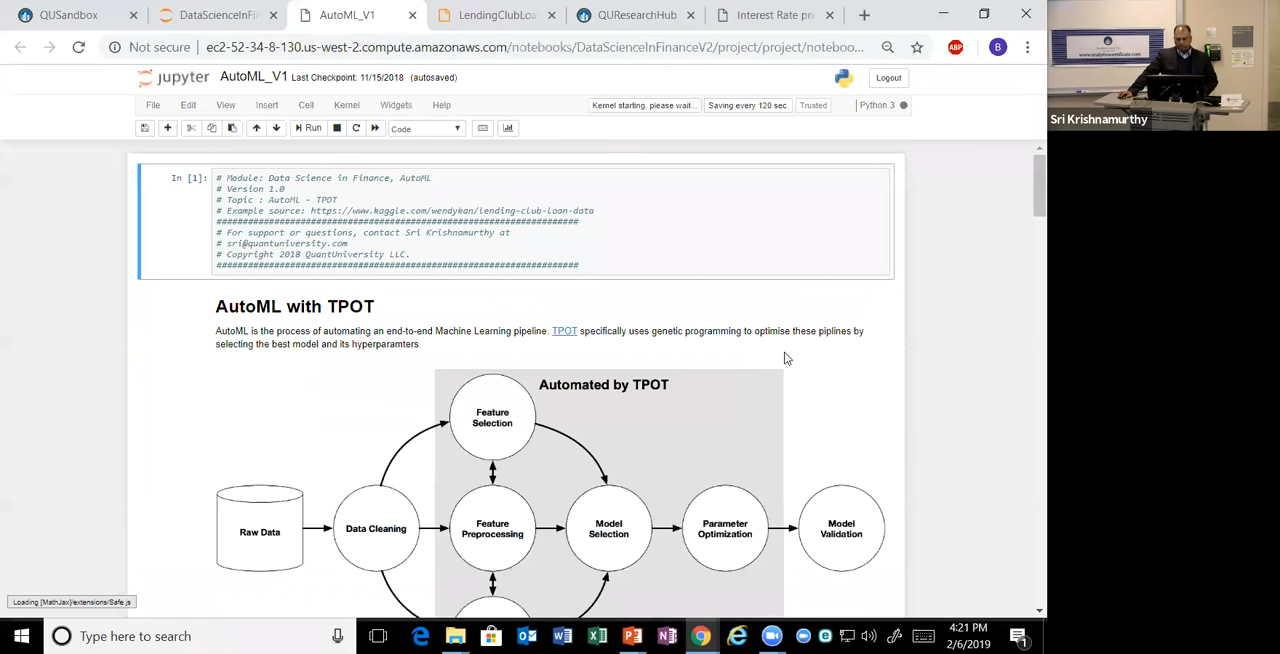 QUSandbox
DataScienceInFi
AutoML_V1
LendingClubLoa
QUResearchHub
Interest Rate pr
Not secure
ec2-52-34-8-130.us-west-2.compute.amazonaws.com/notebooks/DataScienceInFinanceV2/project/project/noteboo...
ABP
B
jupyter AutoML_V1 Last Checkpoint: 11/15/2018 (autosaved)
Logout
File Edit View Insert Cell Kernel Widgets Help
Kernel starting, please wait... Saving every 120 sec. Trusted Python 3
Run
Code
In [1]:
# Module: Data Science in Finance, AutoML
# Version 1.0
# Topic : AutoML - TPOT
# Example source: https://www.kaggle.com/wendykan/lending-club-loan-data
###################################################################
# For support or questions, contact Sri Krishnamurthy at
# sri@quantuniversity.com
# Copyright 2018 QuantUniversity LLC.
###################################################################
AutoML with TPOT
AutoML is the process of automating an end-to-end Machine Learning pipeline. TPOT specifically uses genetic programming to optimise these piplines by
selecting the best model and its hyperparamters
Automated by TPOT
Feature
Selection
Raw Data
Data Cleaning
Feature
Preprocessing
Model
Selection
Parameter
Optimization
Model
Validation
Loading [MathJax]/extensions/Safe.js
Type here to search
4:21 PM
2/6/2019
1
www.analyticscertificate.com
Sri Krishnamurthy